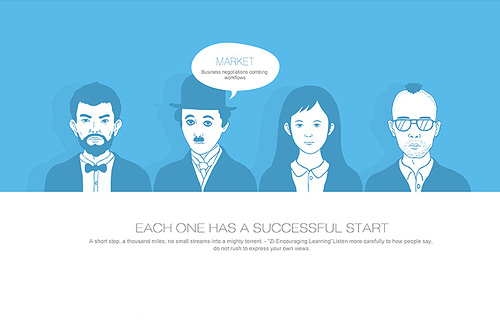 MARKET
Business negotiations combing
workflows
EACH ONE HAS A SUCCESSFUL START
A short step, a thousand miles; no small streams into a mighty torrent. - "Zi Encouraging Learning"Listen more carefully to how people say,
do not rush to express your own views.